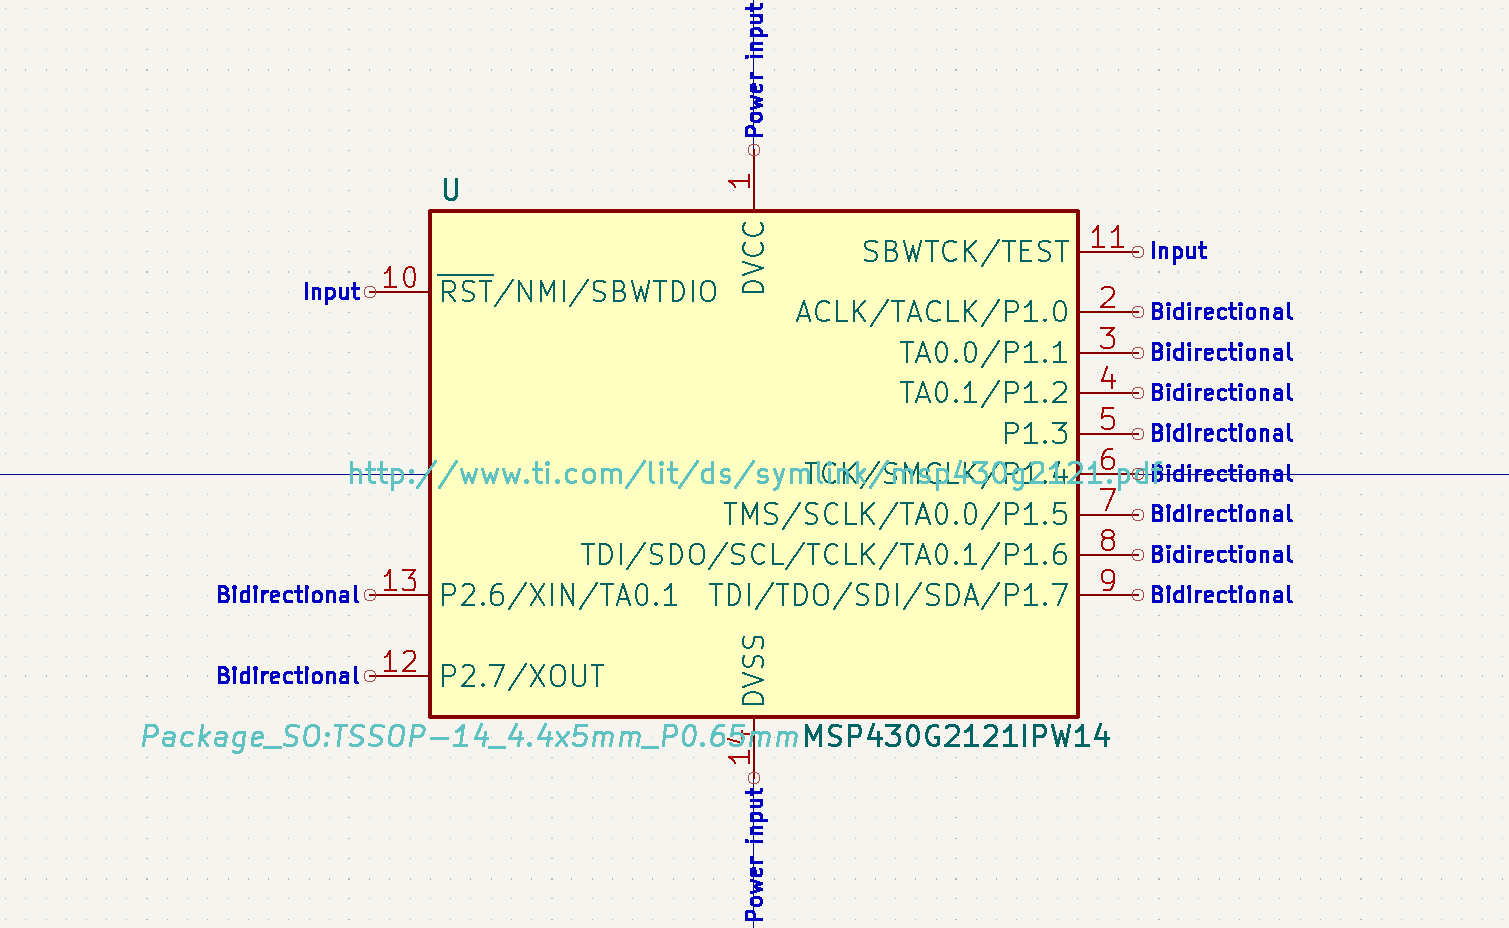 Power input
1
U
DVCC
SBWTCK/TEST 11 Input
Input 10 RST/NMI/SBWTDIO
ACLK/TACLK/P1.0 2 Bidirectional
TA0.0/P1.1 3 Bidirectional
TA0.1/P1.2 4 Bidirectional
P1.3 5 Bidirectional
http://www.ti.com/lit/ds/symlink/msp430g2121.pdf
TCK/SMCLK/P1.4 6 Bidirectional
TMS/SCLK/TA0.0/P1.5 7 Bidirectional
TDI/SDO/SCL/TCLK/TA0.1/P1.6 8 Bidirectional
Bidirectional 13 P2.6/XIN/TA0.1 TDI/TDO/SDI/SDA/P1.7 9 Bidirectional
Bidirectional 12 P2.7/XOUT
DVSS
Package_SO:TSSOP-14_4.4x5mm_P0.65mm MSP430G2121IPW14
14
Power input